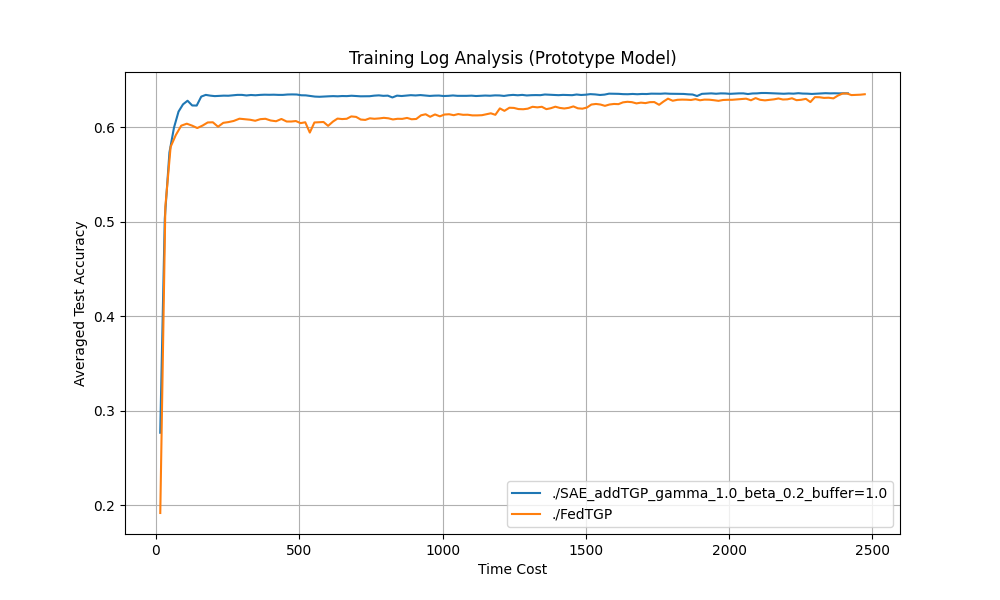 Training Log Analysis (Prototype Model)
Averaged Test Accuracy
0.6
0.5
0.4
0.3
0.2
./SAE_addTGP_gamma_1.0_beta_0.2_buffer=1.0
./FedTGP
0 500 1000 1500 2000 2500
Time Cost